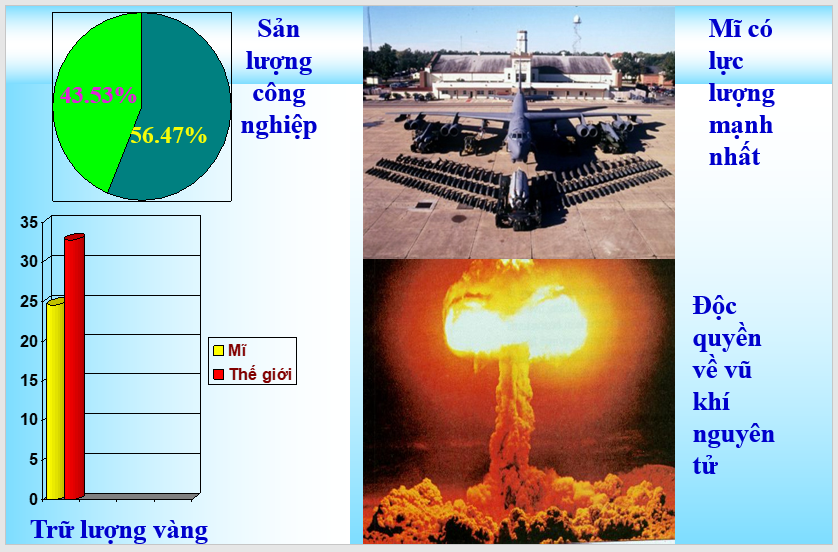 43.53%
56.47%
Sản
lượng
công
nghiệp
Mĩ có
lực
lượng
mạnh
nhất
35
30
25
20
15
10
5
0
Mĩ
Thế giới
Trữ lượng vàng
Độc
quyền
về vũ
khí
nguyên
tử